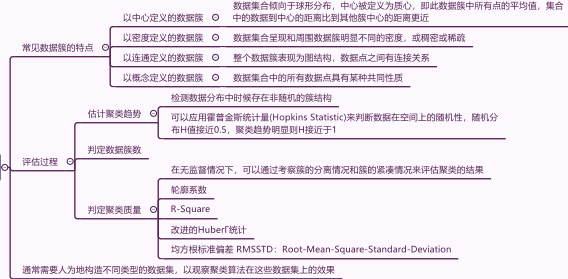 常见数据簇的特点
以中心定义的数据簇
数据集合倾向于球形分布，中心被定义为质心，即此数据簇中所有点的平均值，集合
中的数据到中心的距离比到其他簇中心的距离更近
以密度定义的数据簇
数据集合呈现和周围数据簇明显不同的密度，或稠密或稀疏
以连通定义的数据簇
整个数据簇表现为图结构，数据点之间有连接关系
以概念定义的数据簇
数据集合中的所有数据点具有某种共同性质
评估过程
估计聚类趋势
检测数据分布中时候存在非随机的簇结构
可以应用霍普金斯统计量(Hopkins Statistic)来判断数据在空间上的随机性，随机分
布H值接近0.5，聚类趋势明显则H接近于1
判定数据簇数
判定聚类质量
在无监督情况下，可以通过考察簇的分离情况和簇的紧凑情况来评估聚类的结果
轮廓系数
R-Square
改进的HuberΓ统计
均方根标准偏差 RMSSTD：Root-Mean-Square-Standard-Deviation
通常需要人为地构造不同类型的数据集，以观察聚类算法在这些数据集上的效果